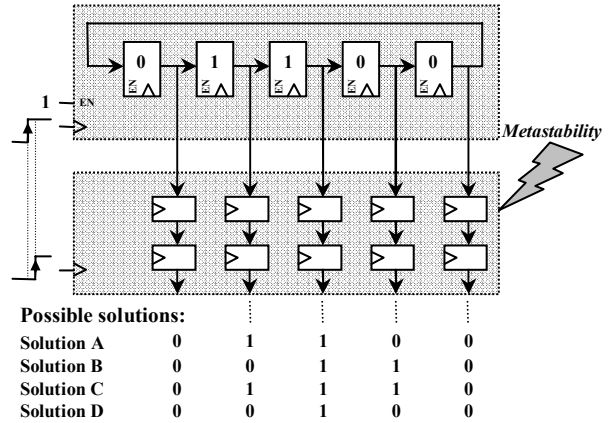 0 1 1 0 0
EN EN EN EN EN
1 EN
Metastability
Possible solutions:
Solution A 0 1 1 0 0
Solution B 0 0 1 1 0
Solution C 0 1 1 1 0
Solution D 0 0 1 0 0